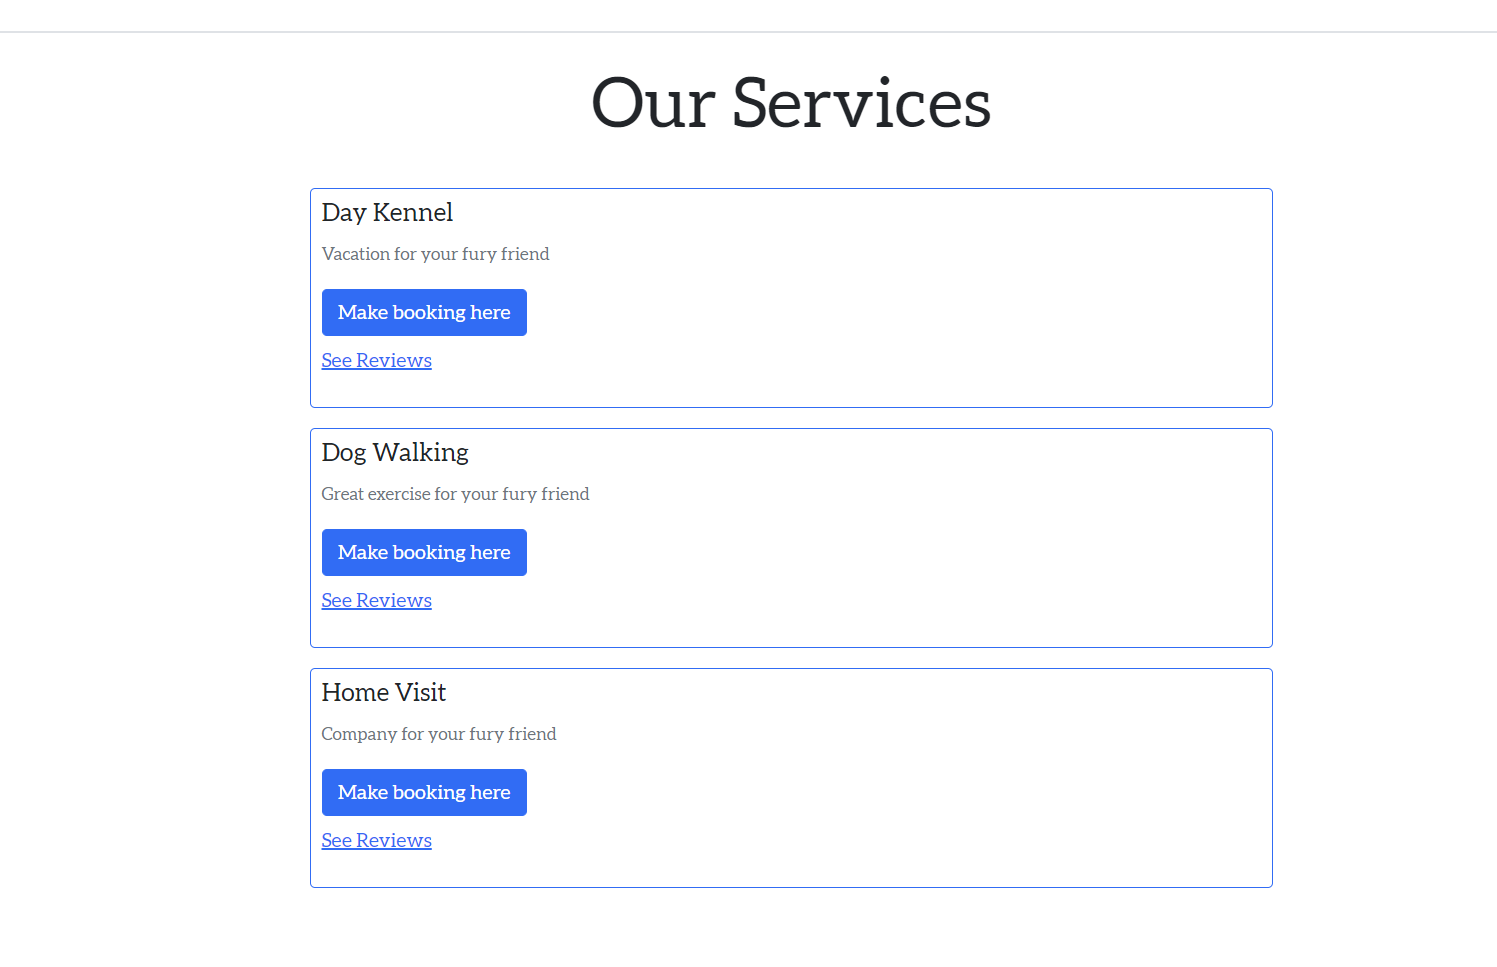 Our Services
Day Kennel
Vacation for your fury friend
Make booking here
See Reviews
Dog Walking
Great exercise for your fury friend
Make booking here
See Reviews
Home Visit
Company for your fury friend
Make booking here
See Reviews